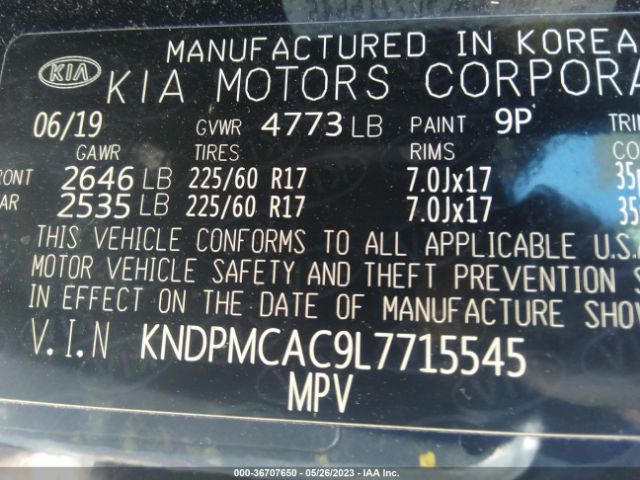 MANUFACTURED IN KOREA
KIA KIA MOTORS
06/19 GVWR 4773 LB PAINT 9P
GAWR TIRES RIMS
2646 LB 225/60 R17 7.0Jx17
2535 LB 225/60 R17 7.0Jx17 35
THIS VEHICLE CONFORMS TO ALL APPLICABLE U.S.A
MOTOR VEHICLE SAFETY AND THEFT PREVENTION
IN EFFECT ON THE DATE OF MANUFACTURE
V.I.N KNDPMCAC9L7715545
MPV
000-36707650 - 05/26/2023 - IAA Inc.